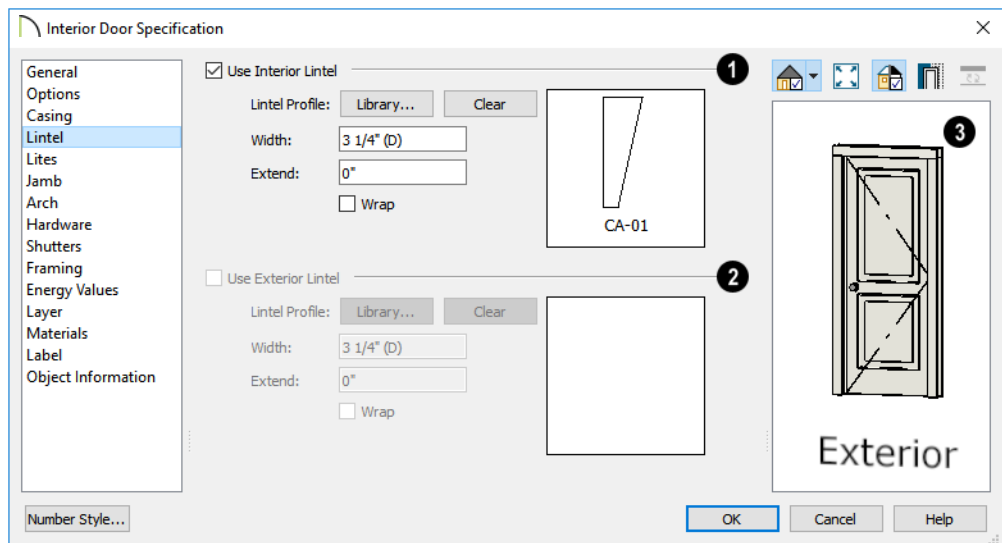 Interior Door Specification
General
Options
Casing
Lintel
Lites
Jamb
Arch
Hardware
Shutters
Framing
Energy Values
Layer
Materials
Label
Object Information
Use Interior Lintel
1
Lintel Profile: Library... Clear
Width: 3 1/4" (D)
Extend: 0"
Wrap
CA-01
Use Exterior Lintel
2
Lintel Profile: Library... Clear
Width: 3 1/4" (D)
Extend: 0"
Wrap
3
Exterior
Number Style... OK Cancel Help